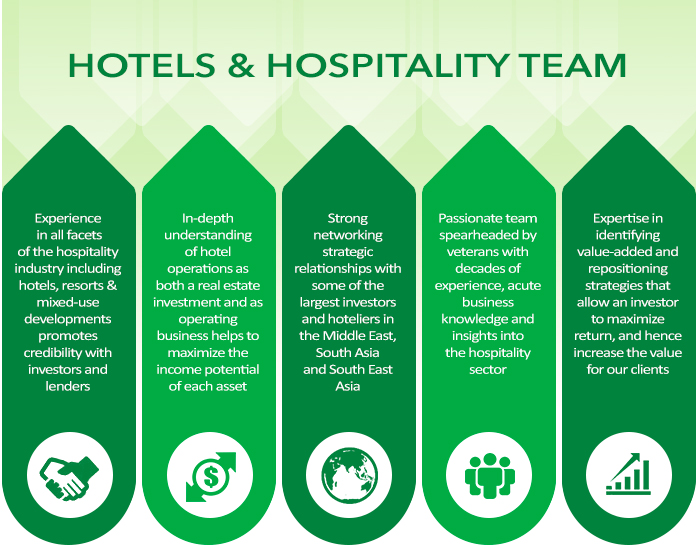 HOTELS & HOSPITALITY TEAM
Experience
in all facets
of the hospitality
industry including
hotels, resorts &
mixed-use
developments
promotes
credibility with
investors and
lenders
In-depth
understanding
of hotel
operations as
both a real estate
investment and as
operating
business helps to
maximize the
income potential
of each asset
Strong
networking
strategic
relationships with
some of the
largest investors
and hoteliers in
the Middle East,
South Asia
and South East
Asia
Passionate team
spearheaded by
veterans with
decades of
experience, acute
business
knowledge and
insights into
the hospitality
sector
Expertise in
identifying
value-added and
repositioning
strategies that
allow an investor
to maximize
return, and hence
increase the value
for our clients
$